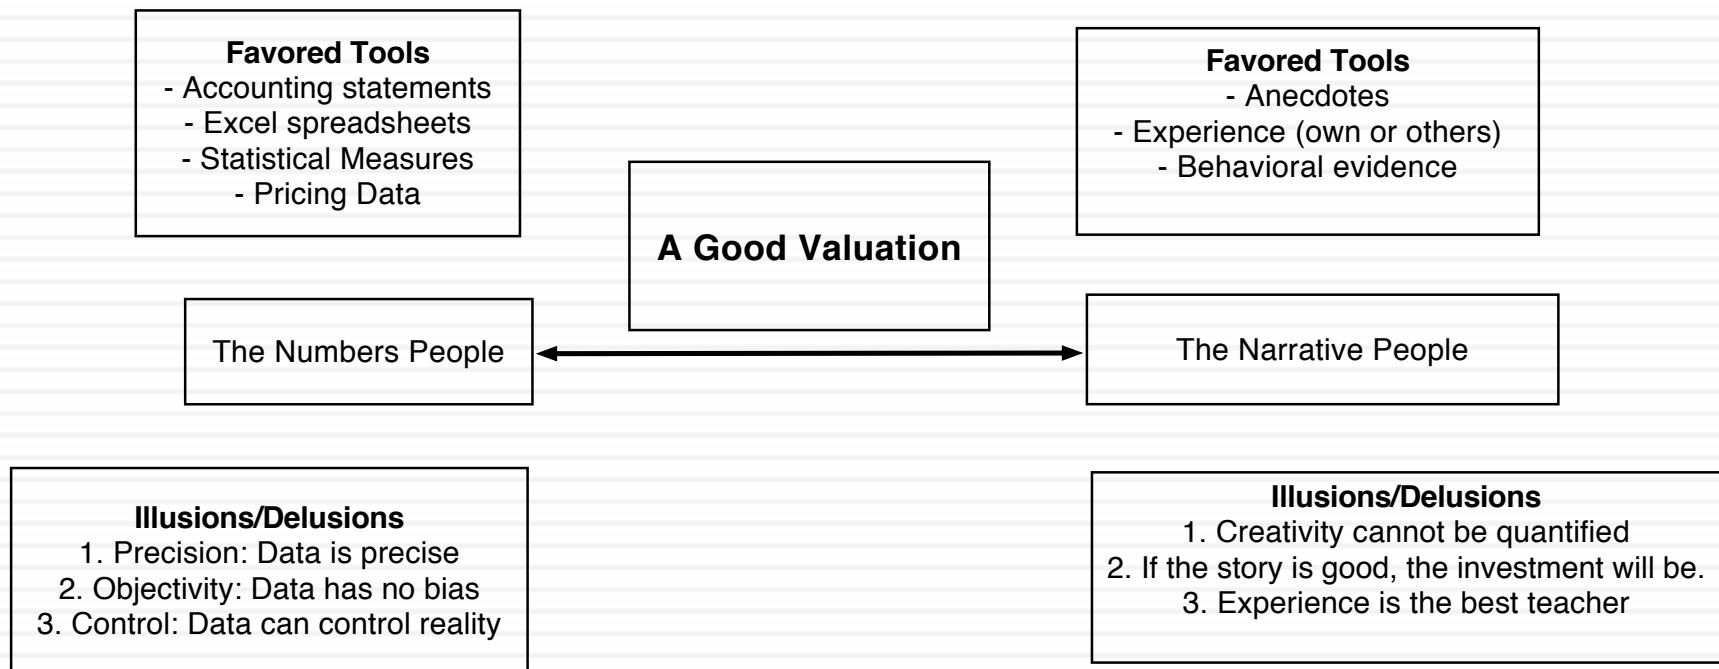 Favored Tools
- Accounting statements
- Excel spreadsheets
- Statistical Measures
- Pricing Data
Favored Tools
- Anecdotes
- Experience (own or others)
- Behavioral evidence
A Good Valuation
The Numbers People
The Narrative People
Illusions/Delusions
1. Precision: Data is precise
2. Objectivity: Data has no bias
3. Control: Data can control reality
Illusions/Delusions
1. Creativity cannot be quantified
2. If the story is good, the investment will be.
3. Experience is the best teacher